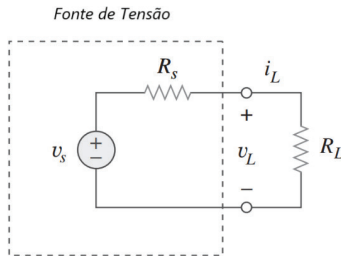 Fonte de Tensão
R_s
i_L
+
v_s
+
−
v_L
R_L
−